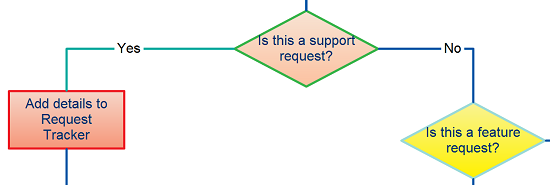 Is this a support
request?
Yes
No
Add details to
Request
Tracker
Is this a feature
request?